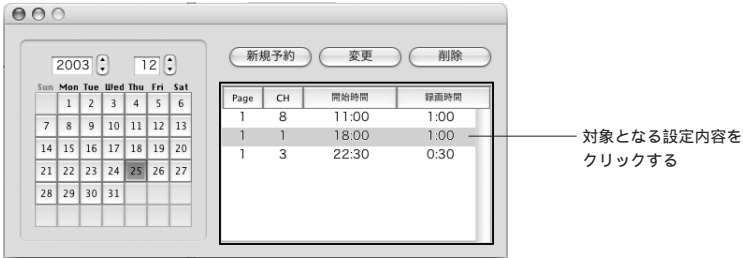 2003 12
新規予約 変更 削除
Sun Mon Tue Wed Thu Fri Sat
1 2 3 4 5 6
7 8 9 10 11 12 13
14 15 16 17 18 19 20
21 22 23 24 25 26 27
28 29 30 31
Page CH 開始時間 録画時間
1 8 11:00 1:00
1 1 18:00 1:00
1 3 22:30 0:30
対象となる設定内容を
クリックする